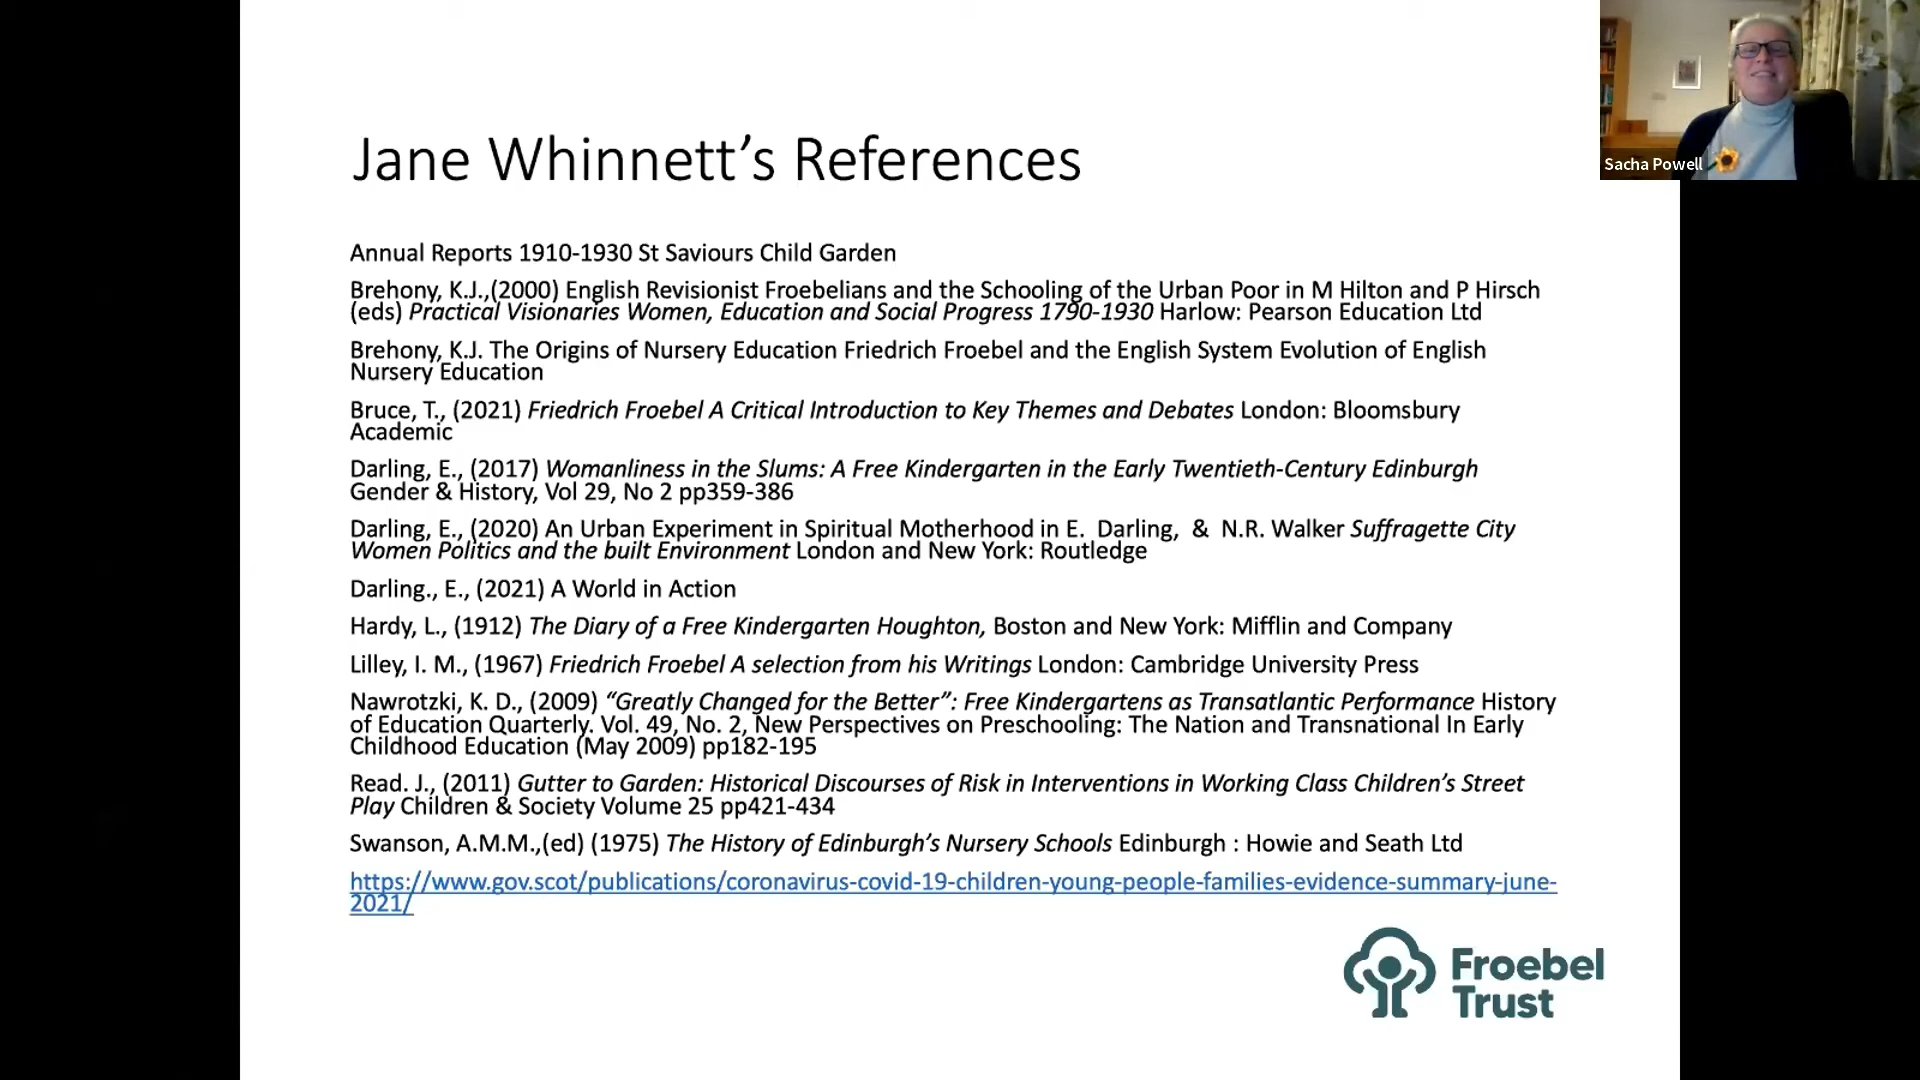 Jane Whinnett’s References
Sacha Powell
Annual Reports 1910-1930 St Saviours Child Garden
Brehony, K.J.,(2000) English Revisionist Froebelians and the Schooling of the Urban Poor in M Hilton and P Hirsch
(eds) Practical Visionaries Women, Education and Social Progress 1790-1930 Harlow: Pearson Education Ltd
Brehony, K.J. The Origins of Nursery Education Friedrich Froebel and the English System Evolution of English
Nursery Education
Bruce, T., (2021) Friedrich Froebel A Critical Introduction to Key Themes and Debates London: Bloomsbury
Academic
Darling, E., (2017) Womanliness in the Slums: A Free Kindergarten in the Early Twentieth-Century Edinburgh
Gender & History, Vol 29, No 2 pp359-386
Darling, E., (2020) An Urban Experiment in Spiritual Motherhood in E. Darling, & N.R. Walker Suffragette City
Women Politics and the built Environment London and New York: Routledge
Darling., E., (2021) A World in Action
Hardy, L., (1912) The Diary of a Free Kindergarten Houghton, Boston and New York: Mifflin and Company
Lilley, I. M., (1967) Friedrich Froebel A selection from his Writings London: Cambridge University Press
Nawrotzki, K. D., (2009) “Greatly Changed for the Better”: Free Kindergartens as Transatlantic Performance History
of Education Quarterly. Vol. 49, No. 2, New Perspectives on Preschooling: The Nation and Transnational In Early
Childhood Education (May 2009) pp182-195
Read. J., (2011) Gutter to Garden: Historical Discourses of Risk in Interventions in Working Class Children’s Street
Play Children & Society Volume 25 pp421-434
Swanson, A.M.M.,(ed) (1975) The History of Edinburgh’s Nursery Schools Edinburgh : Howie and Seath Ltd
https://www.gov.scot/publications/coronavirus-covid-19-children-young-people-families-evidence-summary-june-
2021/
Froebel
Trust